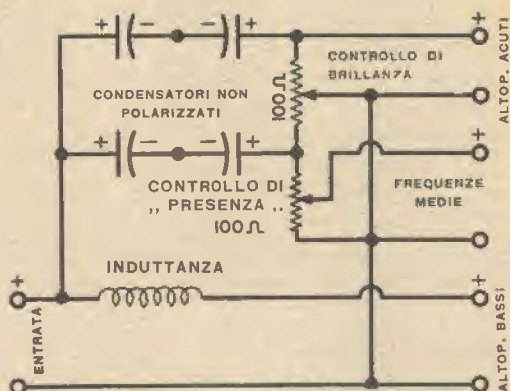 + − − + +
CONTROLLO DI
BRILLANZA
ALTOP. ACUTI
100Ω
CONDENSATORI NON
POLARIZZATI
+ − − + +
CONTROLLO DI
,, PRESENZA ,,
100Ω
FREQUENZE
MEDIE
INDUTTANZA
+ +
ENTRATA
ALTOP. BASSI